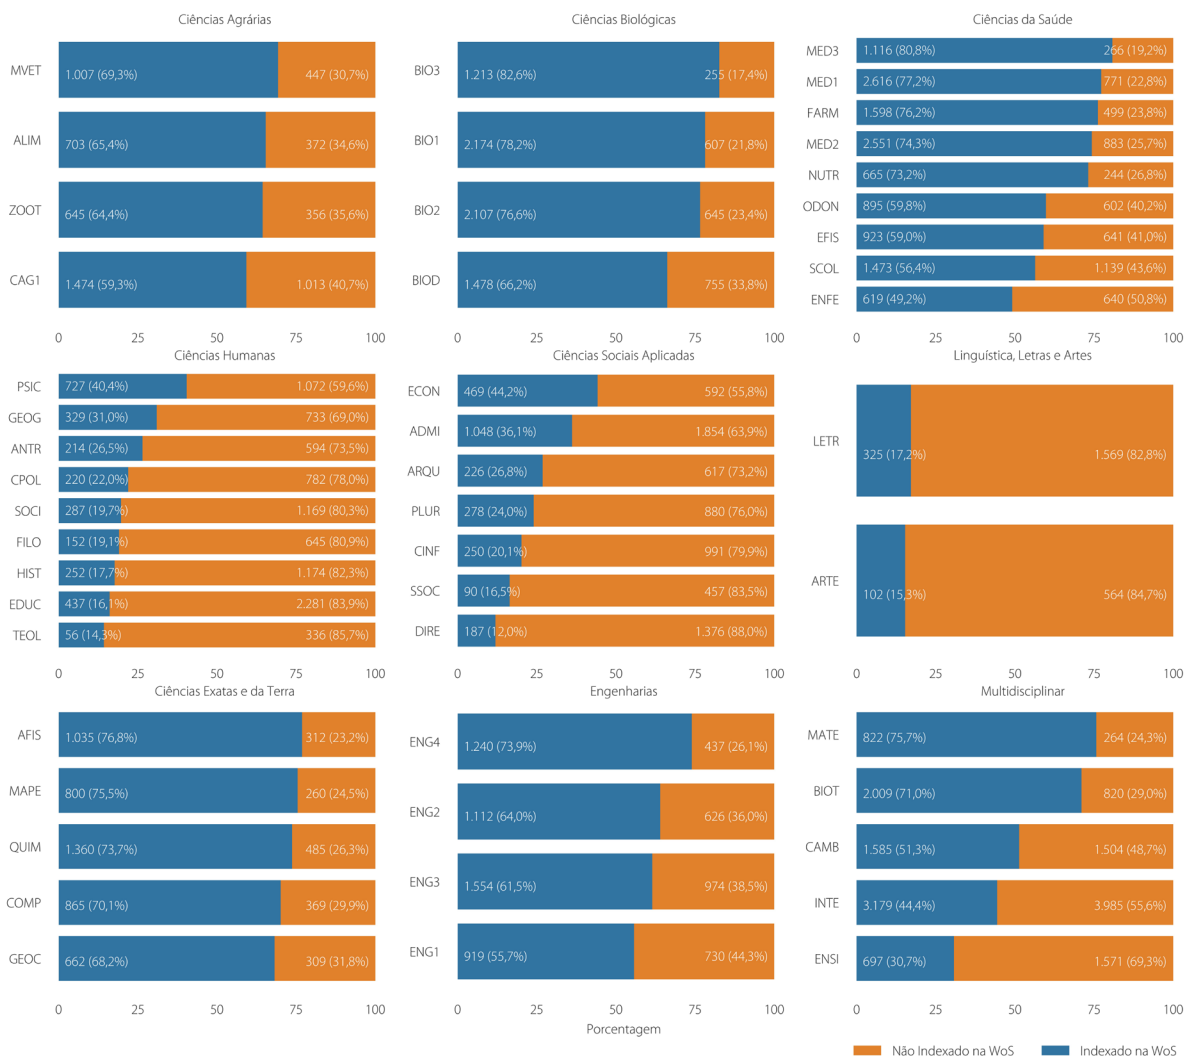 Ciências Agrárias
MVET 1.007 (69,3%) 447 (30,7%)
ALIM 703 (65,4%) 372 (34,6%)
ZOOT 645 (64,4%) 356 (35,6%)
CAG1 1.474 (59,3%) 1.013 (40,7%)
0 25 50 75 100
Ciências Biológicas
BIO3 1.213 (82,6%) 255 (17,4%)
BIO1 2.174 (78,2%) 607 (21,8%)
BIO2 2.107 (76,6%) 645 (23,4%)
BIOD 1.478 (66,2%) 755 (33,8%)
0 25 50 75 100
Ciências da Saúde
MED3 1.116 (80,8%) 266 (19,2%)
MED1 2.616 (77,2%) 771 (22,8%)
FARM 1.598 (76,2%) 499 (23,8%)
MED2 2.551 (74,3%) 883 (25,7%)
NUTR 665 (73,2%) 244 (26,8%)
ODON 895 (59,8%) 602 (40,2%)
EFIS 923 (59,0%) 641 (41,0%)
SCOL 1.473 (56,4%) 1.139 (43,6%)
ENFE 619 (49,2%) 640 (50,8%)
0 25 50 75 100
Ciências Humanas
PSIC 727 (40,4%) 1.072 (59,6%)
GEOG 329 (31,0%) 733 (69,0%)
ANTR 214 (26,5%) 594 (73,5%)
CPOL 220 (22,0%) 782 (78,0%)
SOCI 287 (19,7%) 1.169 (80,3%)
FILO 152 (19,1%) 645 (80,9%)
HIST 252 (17,7%) 1.174 (82,3%)
EDUC 437 (16,1%) 2.281 (83,9%)
TEOL 56 (14,3%) 336 (85,7%)
0 25 50 75 100
Ciências Sociais Aplicadas
ECON 469 (44,2%) 592 (55,8%)
ADMI 1.048 (36,1%) 1.854 (63,9%)
ARQU 226 (26,8%) 617 (73,2%)
PLUR 278 (24,0%) 880 (76,0%)
CINF 250 (20,1%) 991 (79,9%)
SSOC 90 (16,5%) 457 (83,5%)
DIRE 187 (12,0%) 1.376 (88,0%)
0 25 50 75 100
Linguística, Letras e Artes
LETR 325 (17,2%) 1.569 (82,8%)
ARTE 102 (15,3%) 564 (84,7%)
0 25 50 75 100
Ciências Exatas e da Terra
AFIS 1.035 (76,8%) 312 (23,2%)
MAPE 800 (75,5%) 260 (24,5%)
QUIM 1.360 (73,7%) 485 (26,3%)
COMP 865 (70,1%) 369 (29,9%)
GEOC 662 (68,2%) 309 (31,8%)
0 25 50 75 100
Engenharias
ENG4 1.240 (73,9%) 437 (26,1%)
ENG2 1.112 (64,0%) 626 (36,0%)
ENG3 1.554 (61,5%) 974 (38,5%)
ENG1 919 (55,7%) 730 (44,3%)
0 25 50 75 100
Porcentagem
Multidisciplinar
MATE 822 (75,7%) 264 (24,3%)
BIOT 2.009 (71,0%) 820 (29,0%)
CAMB 1.585 (51,3%) 1.504 (48,7%)
INTE 3.179 (44,4%) 3.985 (55,6%)
ENSI 697 (30,7%) 1.571 (69,3%)
0 25 50 75 100
Não Indexado na WoS Indexado na WoS